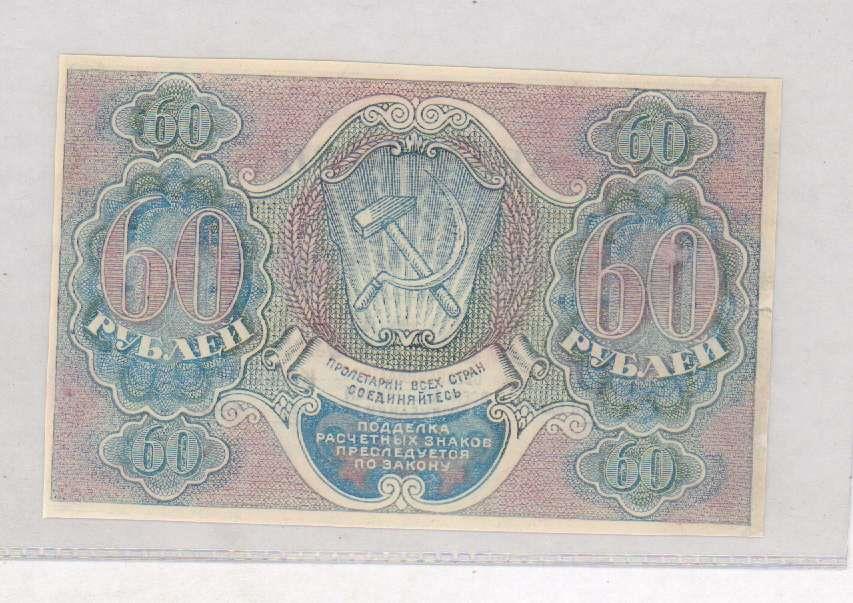 60
60
60
60
РУБЛЕЙ
РУБЛЕЙ
ПРОЛЕТАРИИ ВСЕХ СТРАН
СОЕДИНЯЙТЕСЬ
ПОДДЕЛКА
РАСЧЕТНЫХ ЗНАКОВ
ПРЕСЛЕДУЕТСЯ
ПО ЗАКОНУ
60
60